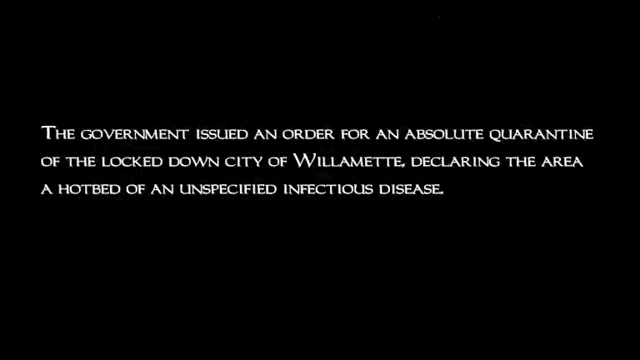 The government issued an order for an absolute quarantine
of the locked down city of Willamette, declaring the area
a hotbed of an unspecified infectious disease.